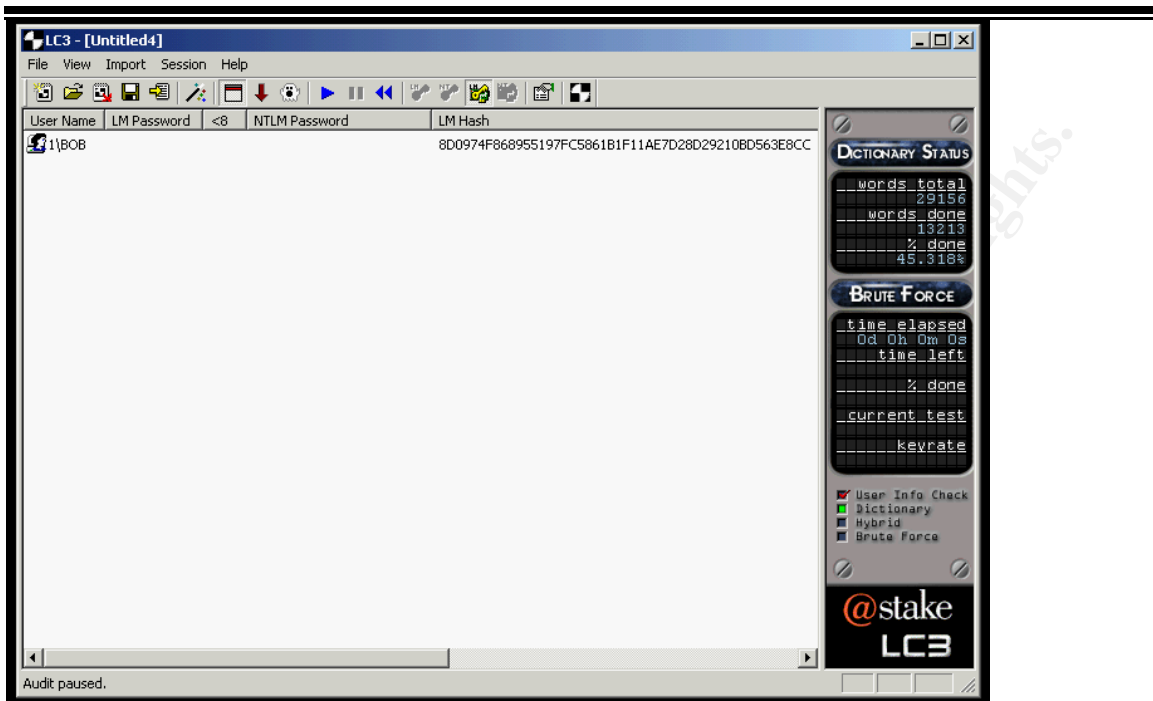 LC3 - [Untitled4]
File View Import Session Help
User Name LM Password <8 NTLM Password LM Hash
1\BOB 8D0974F868955197FC5861B1F11AE7D28D29210BD563E8CC
DICTIONARY STATUS
words total
29156
words done
13213
% done
45.318%
BRUTE FORCE
time elapsed
0d 0h 0m 0s
time left
% done
current test
keyrate
User Info Check
Dictionary
Hybrid
Brute Force
@stake
LC3
Audit paused.
ghts.